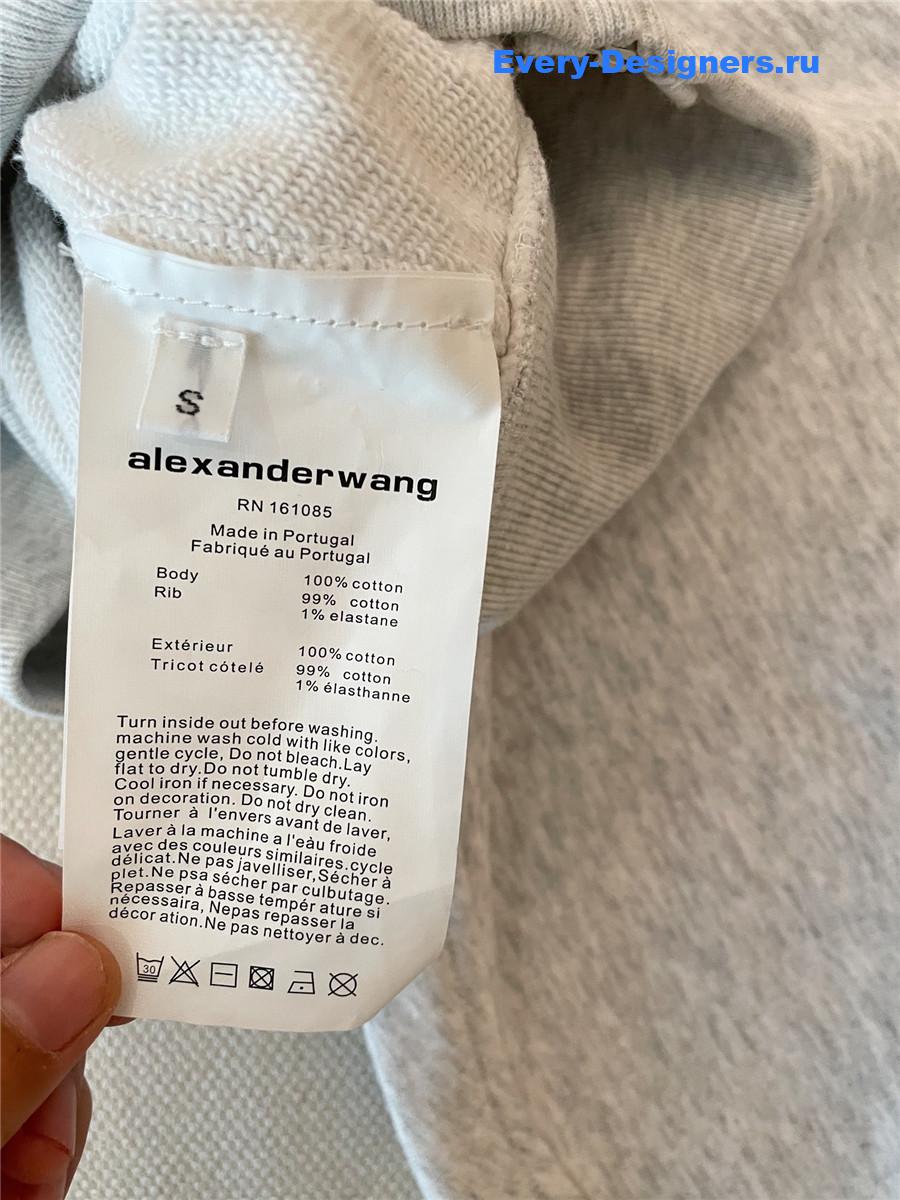 Every-Designers.ru
S
alexanderwang
RN 161085
Made in Portugal
Fabriqué au Portugal
Body 100% cotton
Rib 99% cotton
1% elastane
Extérieur 100% cotton
Tricot cótelé 99% cotton
1% élasthanne
Turn inside out before washing.
machine wash cold with like colors,
gentle cycle, Do not bleach.Lay
flat to dry.Do not tumble dry.
Cool iron if necessary. Do not iron
on decoration. Do not dry clean.
Tourner à l'envers avant de laver,
Laver à la machine a l'eàu froide
avec des couleurs similaires.cycle
délicat.Ne pas javelliser,Sécher à
plet.Ne psa sécher par culbutage.
Repasser à basse tempér ature si
nécessaira, Nepas repasser la
décor ation.Ne pas nettoyer à dec.
30